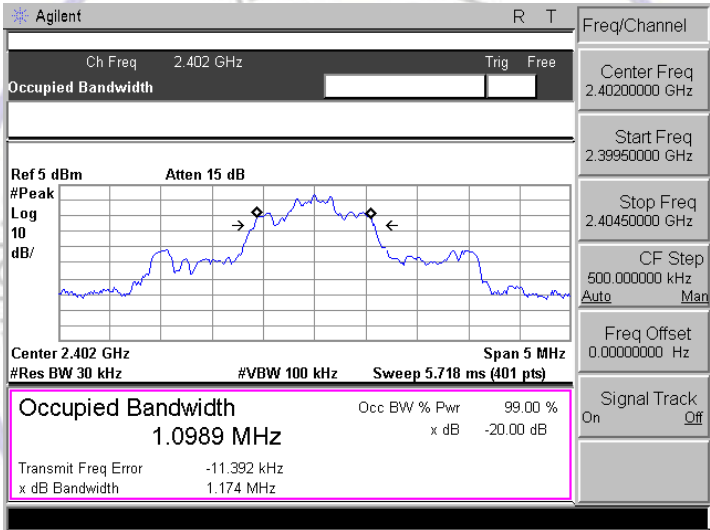 Agilent R T
Ch Freq 2.402 GHz Trig Free
Occupied Bandwidth
Ref 5 dBm Atten 15 dB
#Peak
Log
10
dB/
Center 2.402 GHz Span 5 MHz
#Res BW 30 kHz #VBW 100 kHz Sweep 5.718 ms (401 pts)
Occupied Bandwidth
1.0989 MHz
Occ BW % Pwr 99.00 %
x dB -20.00 dB
Transmit Freq Error -11.392 kHz
x dB Bandwidth 1.174 MHz
Freq/Channel
Center Freq
2.40200000 GHz
Start Freq
2.39950000 GHz
Stop Freq
2.40450000 GHz
CF Step
500.000000 kHz
Auto Man
Freq Offset
0.00000000 Hz
Signal Track
On Off